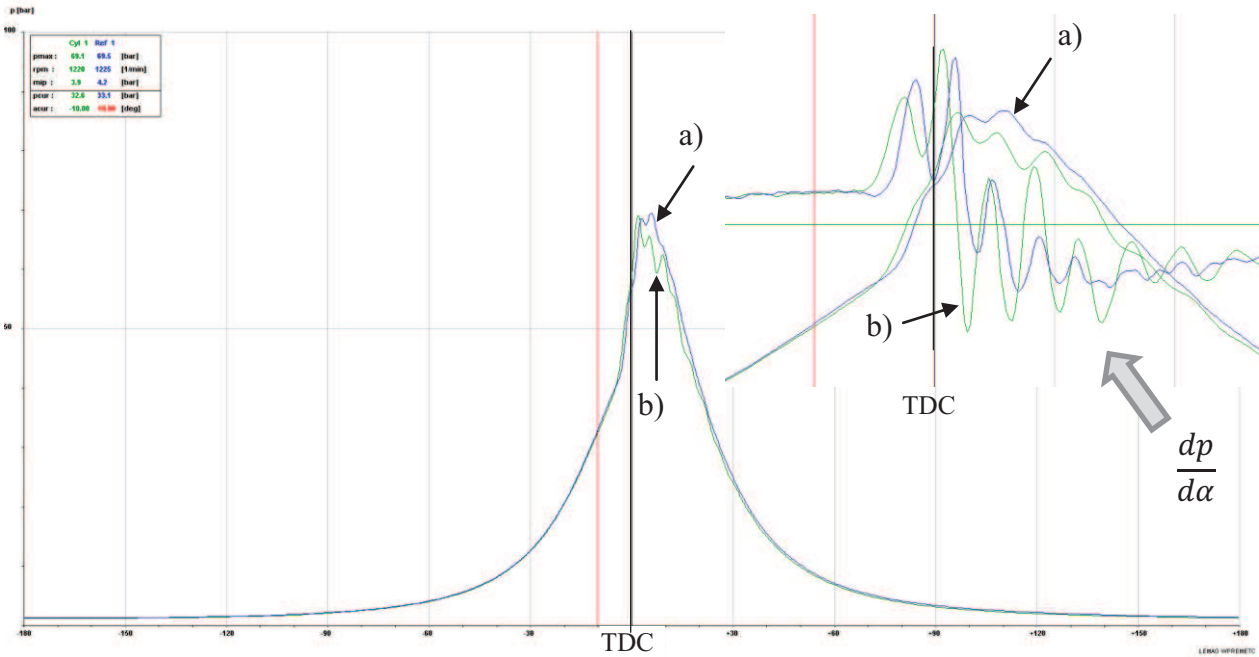 p [bar]
100
Cyl 1 Ref 1
pmax : 69.1 69.5 [bar]
rpm : 1220 1225 [1/min]
mip : 3.9 4.2 [bar]
pcur : 32.6 33.1 [bar]
acur : -10.00 [deg]
a)
b)
TDC
dp
dα
a)
50
b)
-180 -150 -120 -90 -60 -30 TDC +30 +60 +90 +120 +150 +180
LEMAG WPREMETC